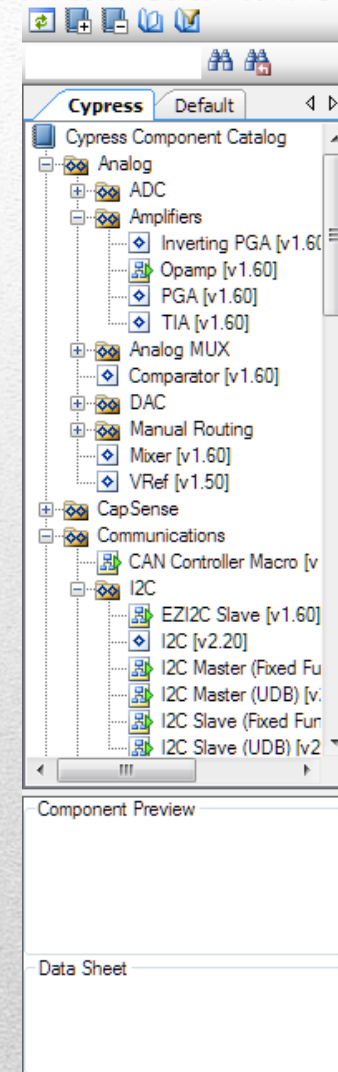 Cypress Default
Cypress Component Catalog
Analog
ADC
Amplifiers
Inverting PGA [v1.60
Opamp [v1.60]
PGA [v1.60]
TIA [v1.60]
Analog MUX
Comparator [v1.60]
DAC
Manual Routing
Mixer [v1.60]
VRef [v1.50]
CapSense
Communications
CAN Controller Macro [v
I2C
EZI2C Slave [v1.60]
I2C [v2.20]
I2C Master (Fixed Fu
I2C Master (UDB) [v.
I2C Slave (Fixed Fur
I2C Slave (UDB) [v2
Component Preview
Data Sheet